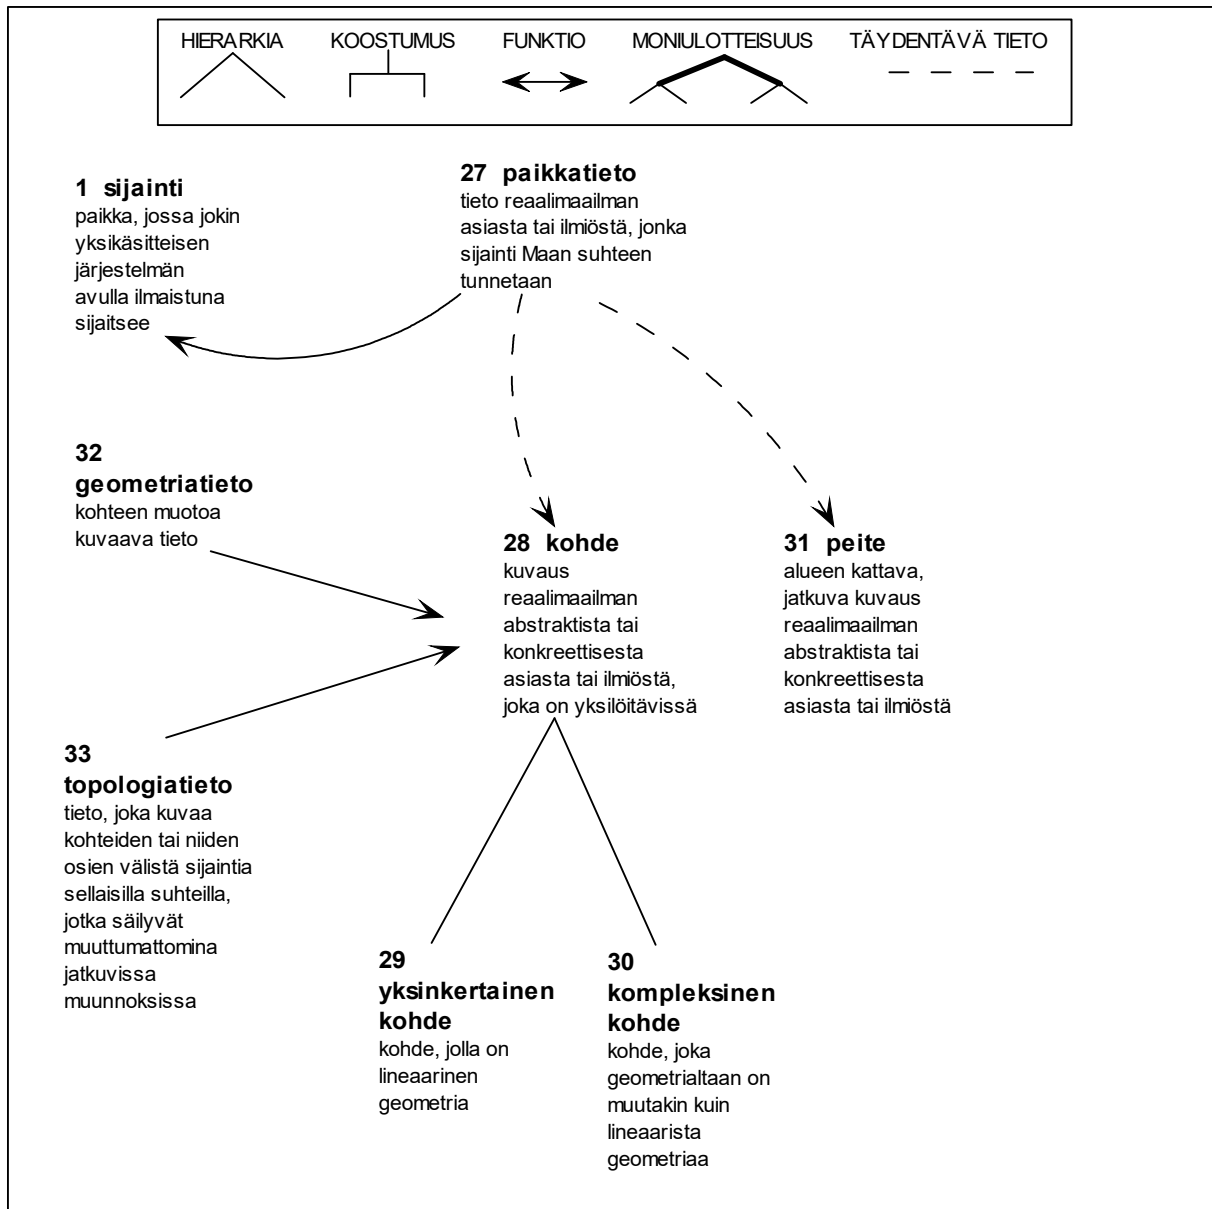 HIERARKIA KOOSTUMUS FUNKTIO MONIULOTTEISUUS TÄYDENTÄVÄ TIETO
1 sijainti
paikka, jossa jokin
yksikäsitteisen
järjestelmän
avulla ilmaistuna
sijaitsee
27 paikkatieto
tieto reaalimaailman
asiasta tai ilmiöstä, jonka
sijainti Maan suhteen
tunnetaan
32
geometriatieto
kohteen muotoa
kuvaava tieto
28 kohde
kuvaus
reaalimaailman
abstraktista tai
konkreettisesta
asiasta tai ilmiöstä,
joka on yksilöitävissä
31 peite
alueen kattava,
jatkuva kuvaus
reaalimaailman
abstraktista tai
konkreettisesta
asiasta tai ilmiöstä
33
topologiatieto
tieto, joka kuvaa
kohteiden tai niiden
osien välistä sijaintia
sellaisilla suhteilla,
jotka säilyvät
muuttumattomina
jatkuvissa
muunnoksissa
29
yksinkertainen
kohde
kohde, jolla on
lineaarinen
geometria
30
kompleksinen
kohde
kohde, joka
geometrialtaan on
muutakin kuin
lineaarista
geometriaa